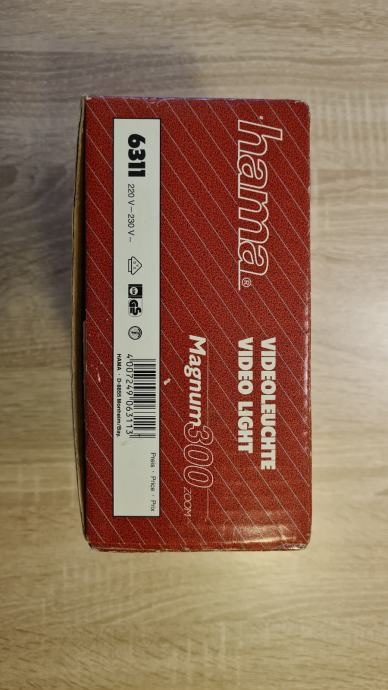 hama®
VIDEOLEUCHTE
VIDEO LIGHT
Magnum 300
ZOOM
6311
220 V – 230 V ~
GS
4 007249 063113
HAMA · D-8855 Monheim/Bay.
Preis · Price · Prix